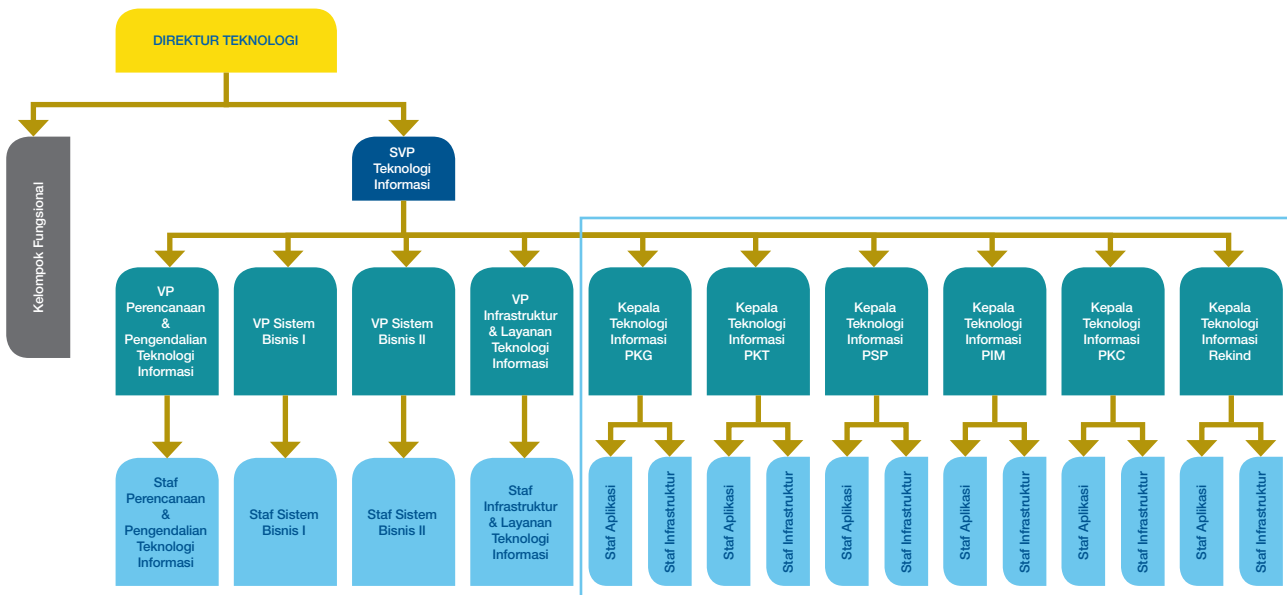 DIREKTUR TEKNOLOGI
Kelompok Fungsional
SVP
Teknologi
Informasi
VP
Perencanaan
&
Pengendalian
Teknologi
Informasi
VP Sistem
Bisnis I
VP Sistem
Bisnis II
VP
Infrastruktur
& Layanan
Teknologi
Informasi
Kepala
Teknologi
Informasi
PKG
Kepala
Teknologi
Informasi
PKT
Kepala
Teknologi
Informasi
PSP
Kepala
Teknologi
Informasi
PIM
Kepala
Teknologi
Informasi
PKC
Kepala
Teknologi
Informasi
Rekind
Staf
Perencanaan
&
Pengendalian
Teknologi
Informasi
Staf Sistem
Bisnis I
Staf Sistem
Bisnis II
Staf
Infrastruktur
& Layanan
Teknologi
Informasi
Staf Aplikasi
Staf Infrastruktur
Staf Aplikasi
Staf Infrastruktur
Staf Aplikasi
Staf Infrastruktur
Staf Aplikasi
Staf Infrastruktur
Staf Aplikasi
Staf Infrastruktur
Staf Aplikasi
Staf Infrastruktur